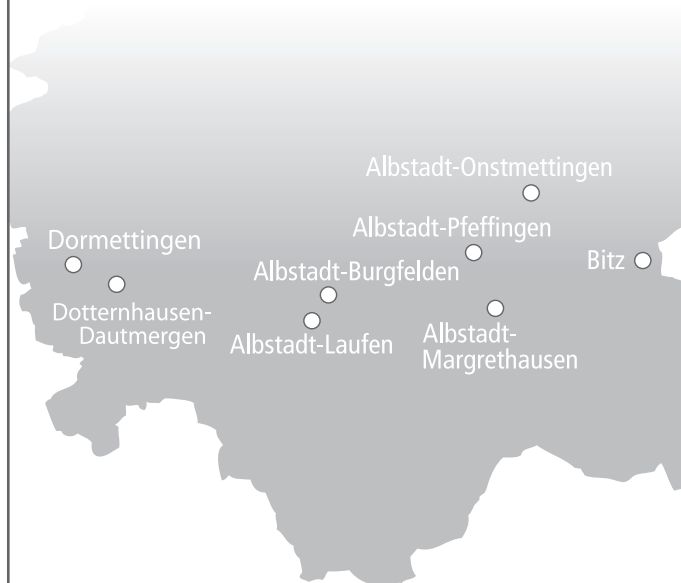 Albstadt-Onstmettingen
Albstadt-Pfeffingen
Dormettingen
Bitz
Albstadt-Burgfelden
Dotternhausen-
Dautmergen
Albstadt-Laufen
Albstadt-
Margrethausen